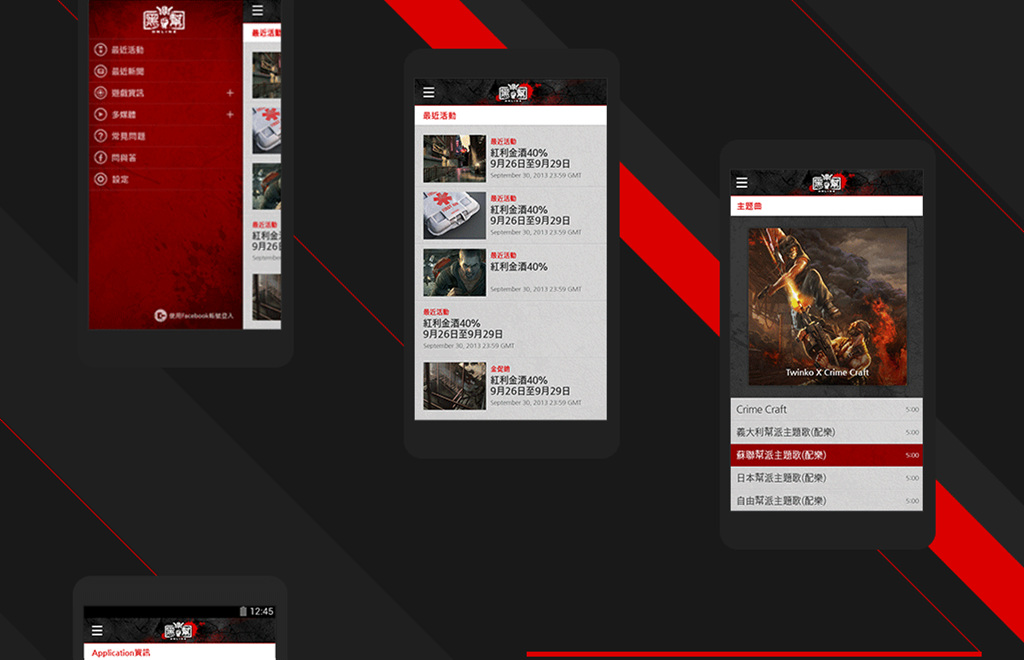 黑幫
ONLINE
最近活動
最近新聞
遊戲資訊
多媒體
常見問題
問與答
設定
使用Facebook帳號登入
最近活動
最近活動
紅利
9月26日
September
黑幫
ONLINE
最近活動
最近活動
紅利金酒40%
9月26日至9月29日
September 30, 2013 23:59 GMT
最近活動
紅利金酒40%
9月26日至9月29日
September 30, 2013 23:59 GMT
最近活動
紅利金酒40%
September 30, 2013 23:59 GMT
最近活動
紅利金酒40%
9月26日至9月29日
September 30, 2013 23:59 GMT
金促銷
紅利金酒40%
9月26日至9月29日
September 30, 2013 23:59 GMT
黑幫
ONLINE
主題曲
Twinko X Crime Craft
Crime Craft 5:00
義大利幫派主題歌(配樂) 5:00
蘇聯幫派主題歌(配樂) 5:00
日本幫派主題歌(配樂) 5:00
自由幫派主題歌(配樂) 5:00
12:45
黑幫
ONLINE
Application資訊